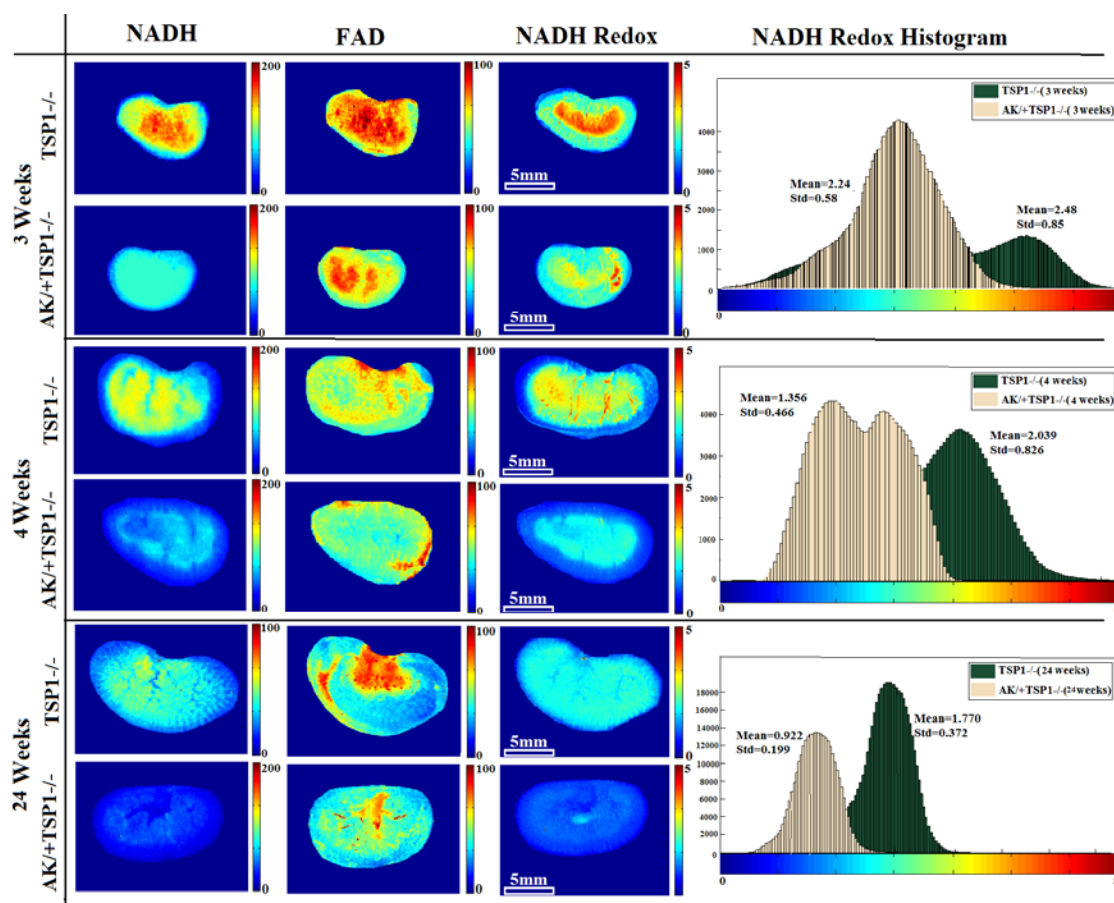 NADH FAD NADH Redox NADH Redox Histogram
3 Weeks
TSP1-/-
200
0
100
0
5
0
5mm
TSP1-/-(3 weeks)
AK/+TSP1-/-(3 weeks)
Mean=2.24
Std=0.58
Mean=2.48
Std=0.85
4000
3000
2000
1000
0
0
AK/+TSP1-/-
200
0
100
0
5
0
5mm
4 Weeks
TSP1-/-
200
0
100
0
5
0
5mm
TSP1-/-(4 weeks)
AK/+TSP1-/-(4 weeks)
Mean=1.356
Std=0.466
Mean=2.039
Std=0.826
4000
3000
2000
1000
0
0
AK/+TSP1-/-
200
0
100
0
5
0
5mm
24 Weeks
TSP1-/-
100
0
100
0
5
0
5mm
TSP1-/-(24 weeks)
AK/+TSP1-/-(24 weeks)
Mean=0.922
Std=0.199
Mean=1.770
Std=0.372
18000
16000
14000
12000
10000
8000
6000
4000
2000
0
0
AK/+TSP1-/-
200
0
100
0
5
0
5mm